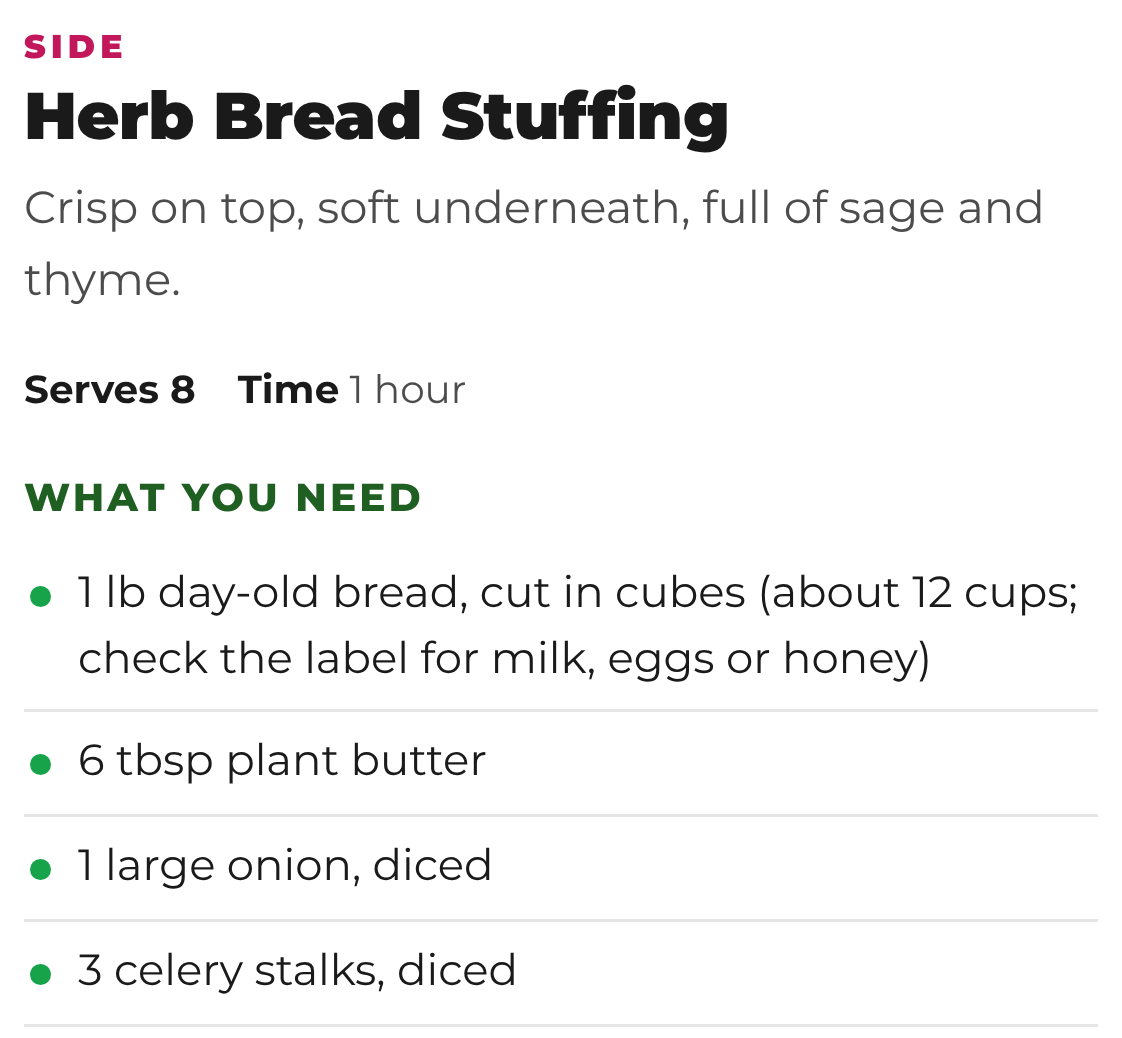 SIDE
Herb Bread Stuffing
Crisp on top, soft underneath, full of sage and
thyme.
Serves 8 Time 1 hour
WHAT YOU NEED
1 lb day-old bread, cut in cubes (about 12 cups;
check the label for milk, eggs or honey)
6 tbsp plant butter
1 large onion, diced
3 celery stalks, diced